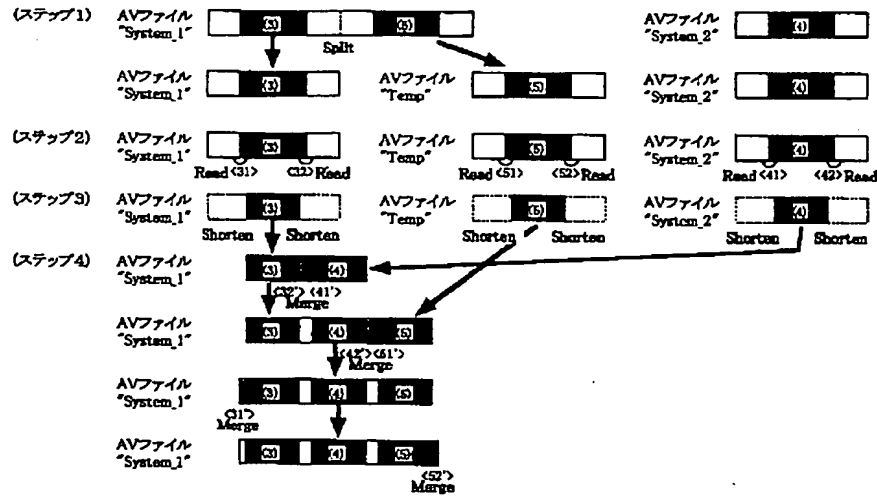 (ステップ1)
AVファイル "System_1"
(3)
(5)
Split
AVファイル "System_2"
(4)
AVファイル "System_1"
(3)
AVファイル "Temp"
(5)
AVファイル "System_2"
(4)
(ステップ2)
AVファイル "System_1"
(3)
Read <31>
<32> Read
AVファイル "Temp"
(5)
Read <51>
<52> Read
AVファイル "System_2"
(4)
Read <41>
<42> Read
(ステップ3)
AVファイル "System_1"
(3)
Shorten
Shorten
AVファイル "Temp"
(5)
Shorten
Shorten
AVファイル "System_2"
(4)
Shorten
Shorten
(ステップ4)
AVファイル "System_1"
(3)
(4)
<32'> <41'>
Merge
AVファイル "System_1"
(3)
(4)
(5)
<42'> <51'>
Merge
AVファイル "System_1"
(3)
(4)
(5)
<31'>
Merge
AVファイル "System_1"
(3)
(4)
(5)
<52'>
Merge